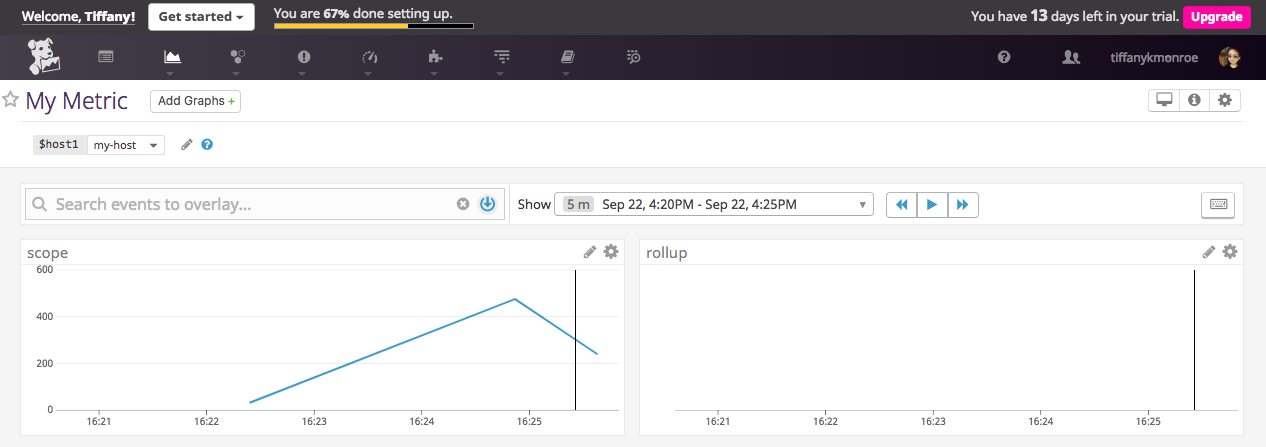 Welcome, Tiffany! Get started You are 67% done setting up. You have 13 days left in your trial. Upgrade
tiffanykmonroe
My Metric Add Graphs +
$host1 my-host
Search events to overlay... Show 5 m Sep 22, 4:20PM - Sep 22, 4:25PM
scope
600
400
200
0
16:21 16:22 16:23 16:24 16:25
rollup
16:21 16:22 16:23 16:24 16:25